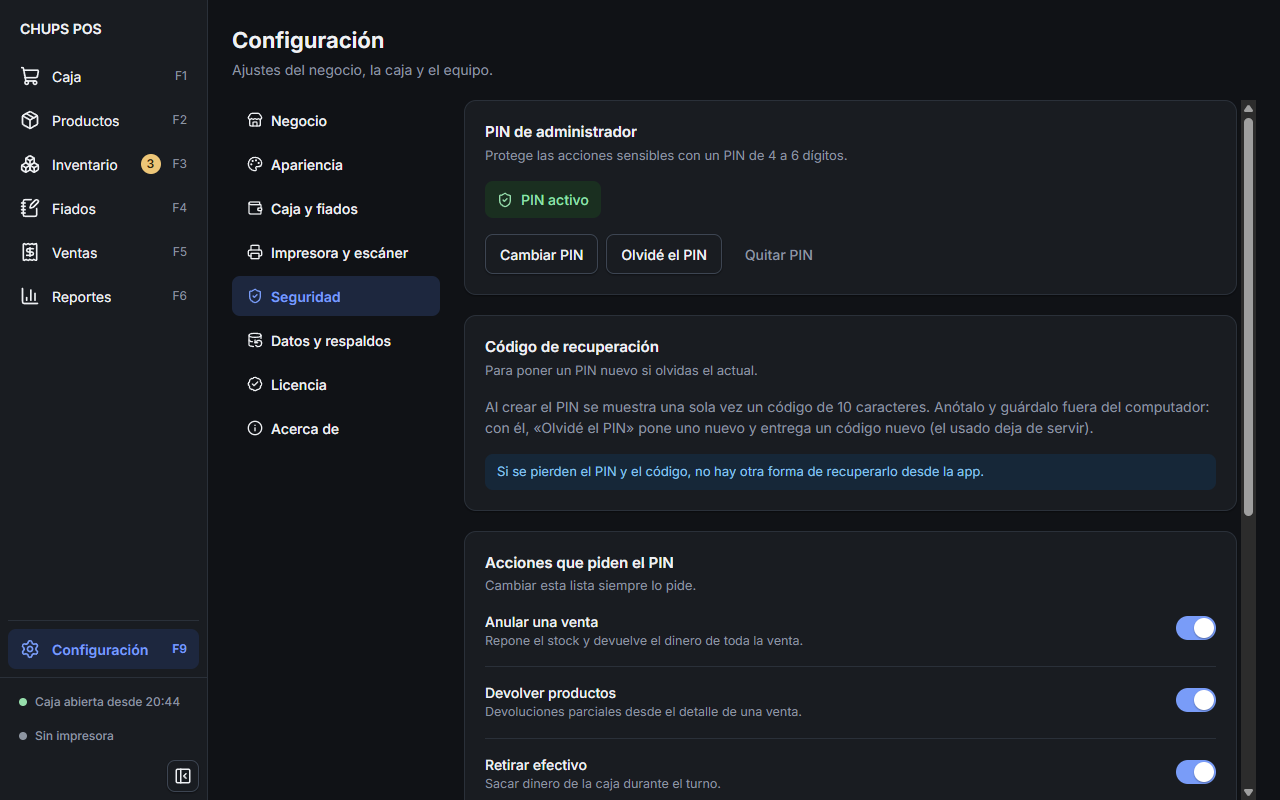 CHUPS POS
Caja F1
Productos F2
Inventario 3 F3
Fiados F4
Ventas F5
Reportes F6
Configuración F9
Caja abierta desde 20:44
Sin impresora
Configuración
Ajustes del negocio, la caja y el equipo.
Negocio
Apariencia
Caja y fiados
Impresora y escáner
Seguridad
Datos y respaldos
Licencia
Acerca de
PIN de administrador
Protege las acciones sensibles con un PIN de 4 a 6 dígitos.
PIN activo
Cambiar PIN Olvidé el PIN Quitar PIN
Código de recuperación
Para poner un PIN nuevo si olvidas el actual.
Al crear el PIN se muestra una sola vez un código de 10 caracteres. Anótalo y guárdalo fuera del computador:
con él, «Olvidé el PIN» pone uno nuevo y entrega un código nuevo (el usado deja de servir).
Si se pierden el PIN y el código, no hay otra forma de recuperarlo desde la app.
Acciones que piden el PIN
Cambiar esta lista siempre lo pide.
Anular una venta
Repone el stock y devuelve el dinero de toda la venta.
Devolver productos
Devoluciones parciales desde el detalle de una venta.
Retirar efectivo
Sacar dinero de la caja durante el turno.